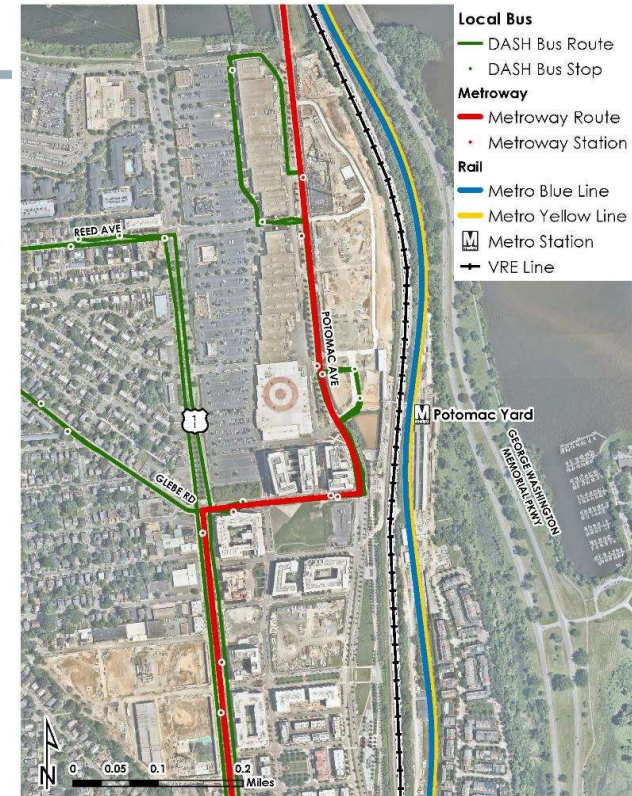 Local Bus
DASH Bus Route
DASH Bus Stop
Metroway
Metroway Route
Metroway Station
Rail
Metro Blue Line
Metro Yellow Line
M
metro
Metro Station
VRE Line
REED AVE
POTOMAC AVE
1
M
metro
Potomac Yard
GLEBE RD
GEORGE WASHINGTON
MEMORIAL PKWY
N
0 0.05 0.1 0.2
Miles